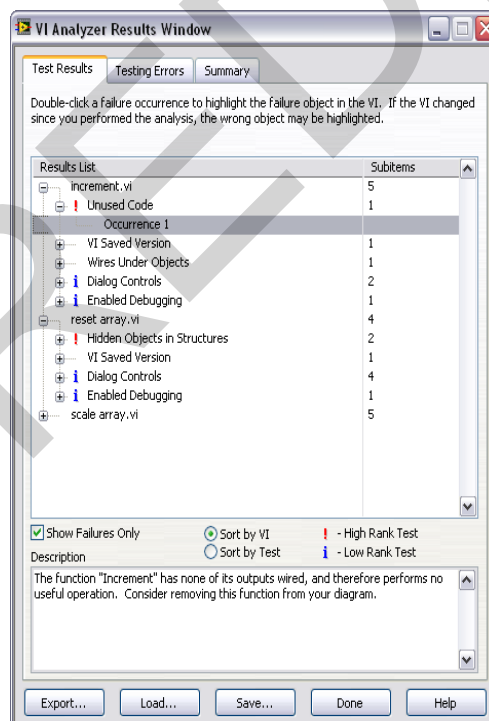 VI Analyzer Results Window
Test Results Testing Errors Summary
Double-click a failure occurrence to highlight the failure object in the VI. If the VI changed
since you performed the analysis, the wrong object may be highlighted.
Results List Subitems
increment.vi 5
! Unused Code 1
Occurrence 1
VI Saved Version 1
Wires Under Objects 1
i Dialog Controls 2
i Enabled Debugging 1
reset array.vi 4
! Hidden Objects in Structures 2
VI Saved Version 1
i Dialog Controls 4
i Enabled Debugging 1
scale array.vi 5
Show Failures Only Sort by VI ! - High Rank Test
Sort by Test i - Low Rank Test
Description
The function "Increment" has none of its outputs wired, and therefore performs no
useful operation. Consider removing this function from your diagram.
Export... Load... Save... Done Help